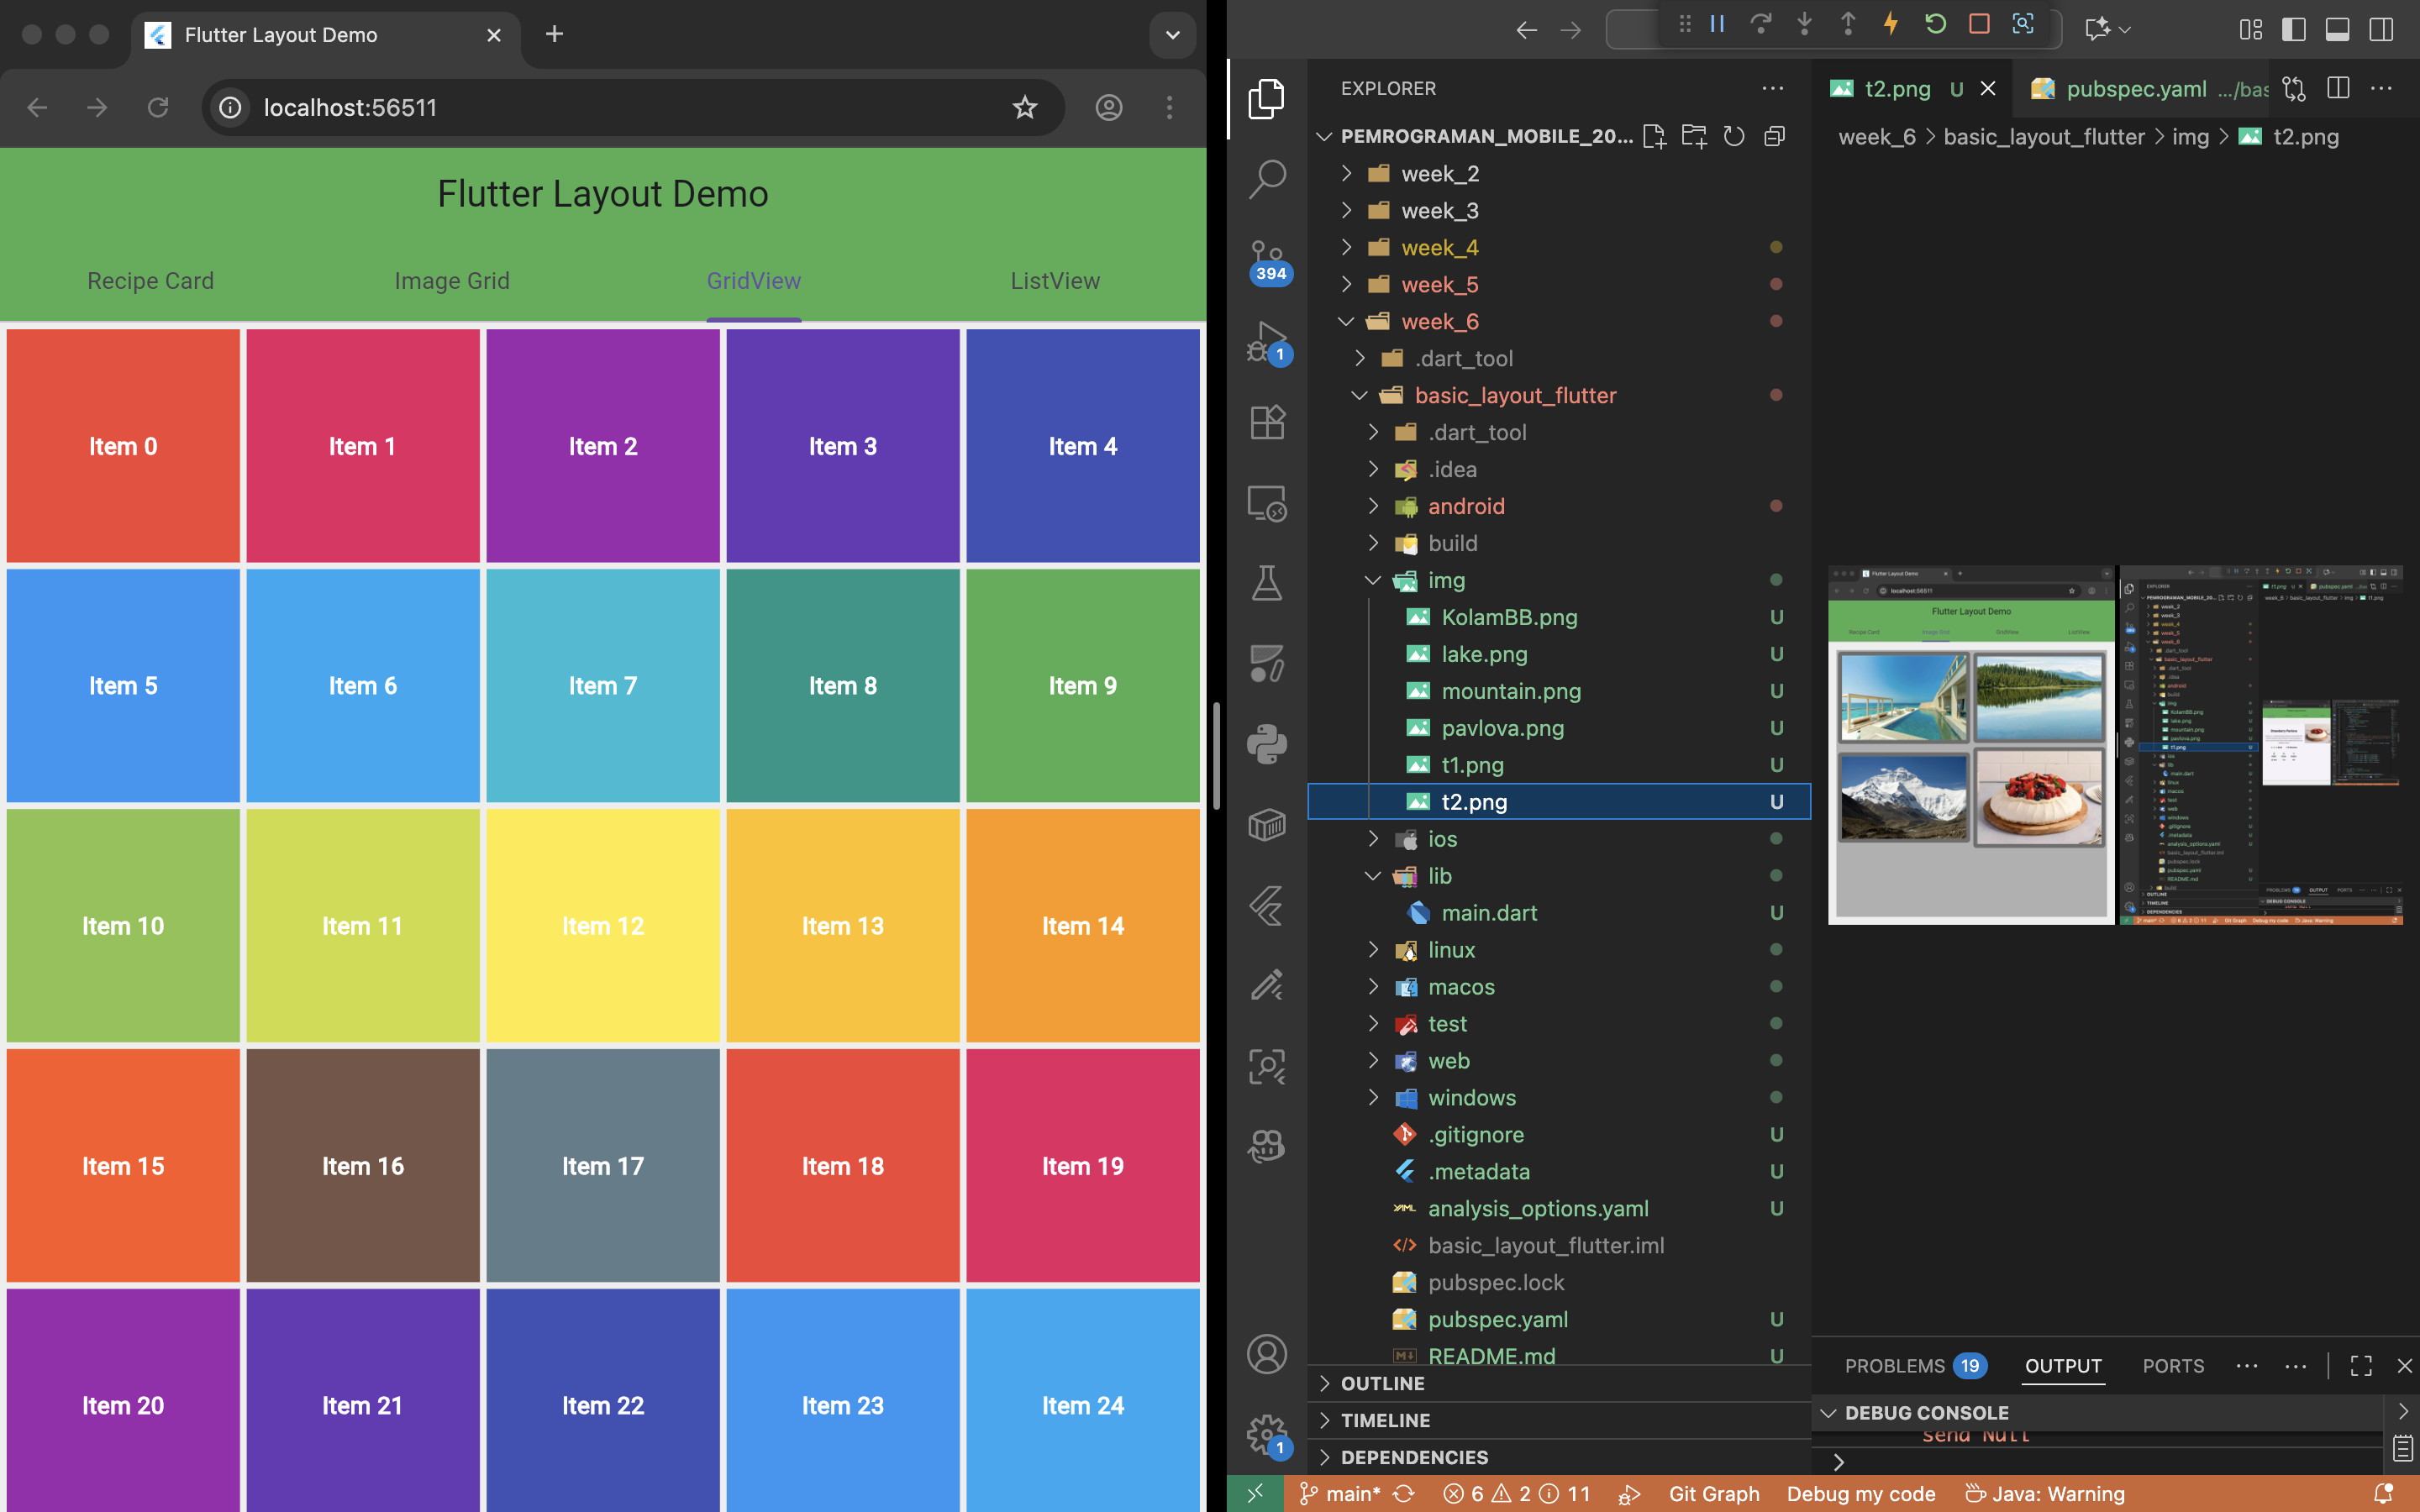 Flutter Layout Demo
localhost:56511
Flutter Layout Demo
Recipe Card
Image Grid
GridView
ListView
Item 0
Item 1
Item 2
Item 3
Item 4
Item 5
Item 6
Item 7
Item 8
Item 9
Item 10
Item 11
Item 12
Item 13
Item 14
Item 15
Item 16
Item 17
Item 18
Item 19
Item 20
Item 21
Item 22
Item 23
Item 24
394
1
1
EXPLORER
PEMROGRAMAN_MOBILE_20...
week_2
week_3
week_4
week_5
week_6
.dart_tool
basic_layout_flutter
.dart_tool
.idea
android
build
img
KolamBB.png U
lake.png U
mountain.png U
pavlova.png U
t1.png U
t2.png U
ios
lib
main.dart U
linux
macos
test
web
windows
.gitignore U
.metadata U
analysis_options.yaml U
basic_layout_flutter.iml
pubspec.lock
pubspec.yaml U
README.md U
OUTLINE
TIMELINE
DEPENDENCIES
t2.png U
pubspec.yaml .../bas
week_6 > basic_layout_flutter > img > t2.png
Flutter Layout Demo
PROBLEMS 19
OUTPUT
PORTS
DEBUG CONSOLE
send Null
main* 6 2 11 Git Graph Debug my code Java: Warning